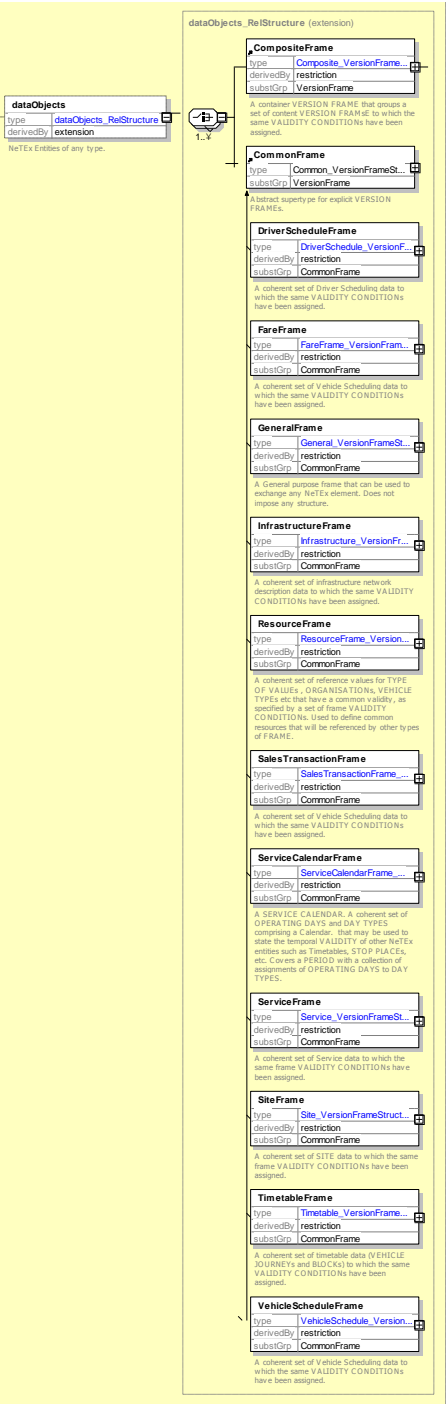 dataObjects_RelStructure (extension)
CompositeFrame
type Composite_VersionFrame...
derivedBy restriction
substGrp VersionFrame
A container VERSION FRAME that groups a
set of content VERSION FRAMsE to which the
same VALIDITY CONDITIONs have been
assigned.
dataObjects
type dataObjects_RelStructure
derivedBy extension
NeTEx Entities of any type.
1..¥
CommonFrame
type Common_VersionFrameSt...
substGrp VersionFrame
Abstract supertype for explicit VERSION
FRAMEs.
DriverScheduleFrame
type DriverSchedule_VersionF...
derivedBy restriction
substGrp CommonFrame
A coherent set of Driver Scheduling data to
which the same VALIDITY CONDITIONs
have been assigned.
FareFrame
type FareFrame_VersionFram...
derivedBy restriction
substGrp CommonFrame
A coherent set of Vehicle Scheduling data to
which the same VALIDITY CONDITIONs
have been assigned.
GeneralFrame
type General_VersionFrameSt...
derivedBy restriction
substGrp CommonFrame
A General purpose frame that can be used to
exchange any NeTEx element. Does not
impose any structure.
InfrastructureFrame
type Infrastructure_VersionFr...
derivedBy restriction
substGrp CommonFrame
A coherent set of infrastructure network
description data to which the same VALIDITY
CONDITIONs have been assigned.
ResourceFrame
type ResourceFrame_Version...
derivedBy restriction
substGrp CommonFrame
A coherent set of reference values for TYPE
OF VALUEs , ORGANISATIONs, VEHICLE
TYPEs etc that have a common validity, as
specified by a set of frame VALIDITY
CONDITIONs. Used to define common
resources that will be referenced by other types
of FRAME.
SalesTransactionFrame
type SalesTransactionFrame_...
derivedBy restriction
substGrp CommonFrame
A coherent set of Vehicle Scheduling data to
which the same VALIDITY CONDITIONs
have been assigned.
ServiceCalendarFrame
type ServiceCalendarFrame_...
derivedBy restriction
substGrp CommonFrame
A SERVICE CALENDAR. A coherent set of
OPERATING DAYS and DAY TYPES
comprising a Calendar. that may be used to
state the temporal VALIDITY of other NeTEx
entities such as Timetables, STOP PLACEs,
etc. Covers a PERIOD with a collection of
assignments of OPERATING DAYS to DAY
TYPES.
ServiceFrame
type Service_VersionFrameSt...
derivedBy restriction
substGrp CommonFrame
A coherent set of Service data to which the
same frame VALIDITY CONDITIONs have
been assigned.
SiteFrame
type Site_VersionFrameStruct...
derivedBy restriction
substGrp CommonFrame
A coherent set of SITE data to which the same
frame VALIDITY CONDITIONs have been
assigned.
TimetableFrame
type Timetable_VersionFrame...
derivedBy restriction
substGrp CommonFrame
A coherent set of timetable data (VEHICLE
JOURNEYs and BLOCKs) to which the same
VALIDITY CONDITIONs have been
assigned.
VehicleScheduleFrame
type VehicleSchedule_Version...
derivedBy restriction
substGrp CommonFrame
A coherent set of Vehicle Scheduling data to
which the same VALIDITY CONDITIONs
have been assigned.